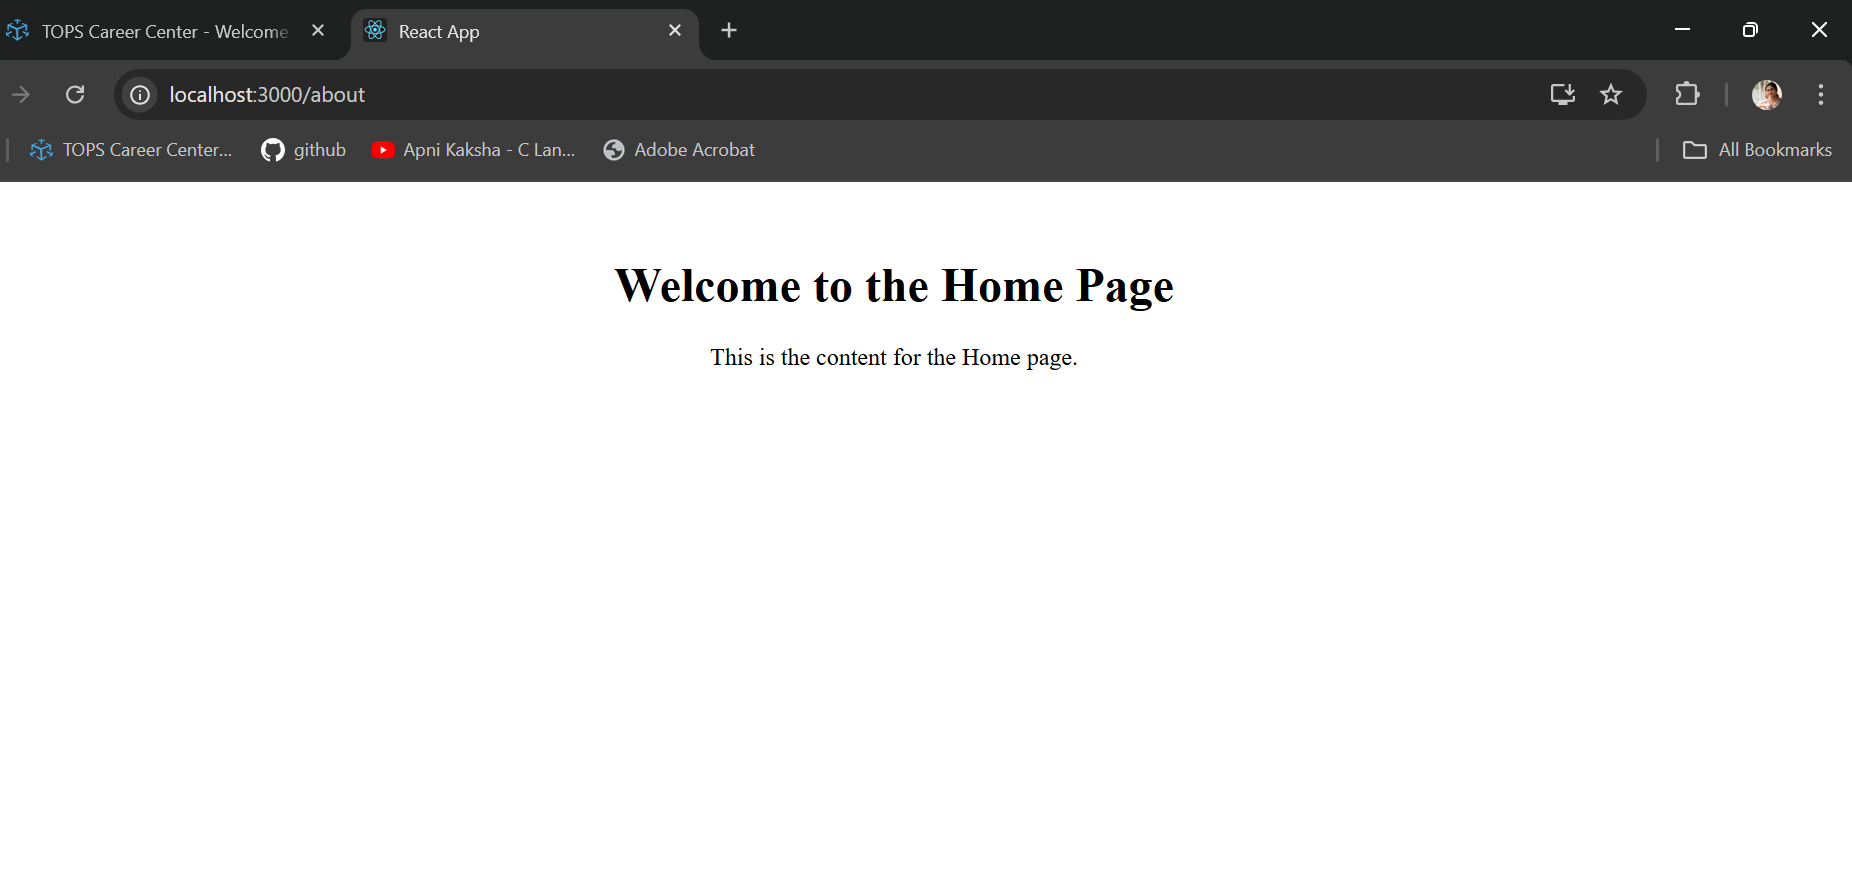 TOPS Career Center - Welcome
React App
localhost:3000/about
TOPS Career Center...
github
Apni Kaksha - C Lan...
Adobe Acrobat
All Bookmarks
Welcome to the Home Page
This is the content for the Home page.